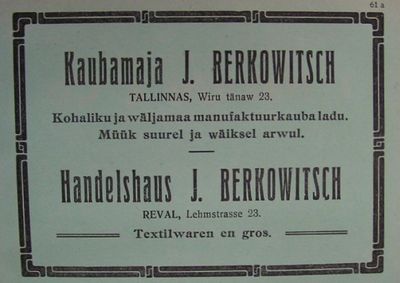 61 a
Kaubamaja J. BERKOWITSCH
TALLINNAS, Wiru tänaw 23.
Kohaliku ja wäljamaa manufaktuurkauba ladu.
Müük suurel ja wäiksel arwul.
Handelshaus J. BERKOWITSCH
REVAL, Lehmstrasse 23.
Textilwaren en gros.